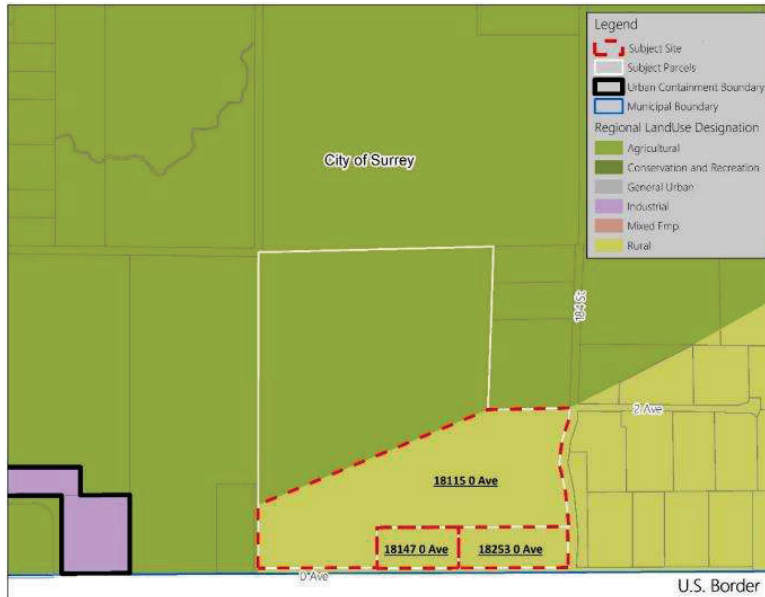 Legend
Subject Site
Subject Parcels
Urban Containment Boundary
Municipal Boundary
Regional LandUse Designation
Agricultural
Conservation and Recreation
General Urban
Industrial
Mixed Emp
Rural
City of Surrey
184 St
2 Ave
18115 0 Ave
18147 0 Ave
18253 0 Ave
0 Ave
U.S. Border